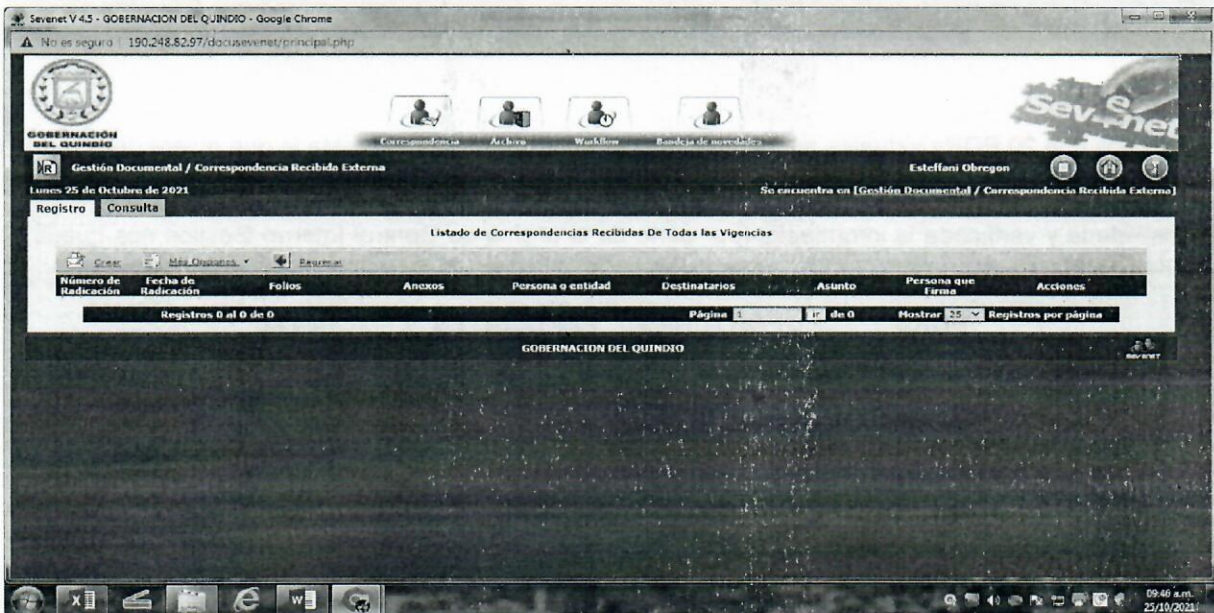 Sevenet V 4.5 - GOBERNACION DEL QUINDIO - Google Chrome
No es seguro | 190.248.82.97/docusevenet/principal.php
GOBERNACIÓN
DEL QUINDÍO
Correspondencia Archivo Workflow Bandeja de novedades
Sevenet
Gestión Documental / Correspondencia Recibida Externa
Esteffani Obregon
Lunes 25 de Octubre de 2021
Se encuentra en [Gestión Documental / Correspondencia Recibida Externa]
Registro Consulta
Listado de Correspondencias Recibidas De Todas las Vigencias
Crear Mas Opciones Regresar
Número de Radicación Fecha de Radicación Folios Anexos Persona o entidad Destinatarios Asunto Persona que Firma Acciones
Registros 0 al 0 de 0 Página 1 ir de 0 Mostrar 25 Registros por página
GOBERNACION DEL QUINDIO
SEVENET
09:46 a.m.
25/10/2021